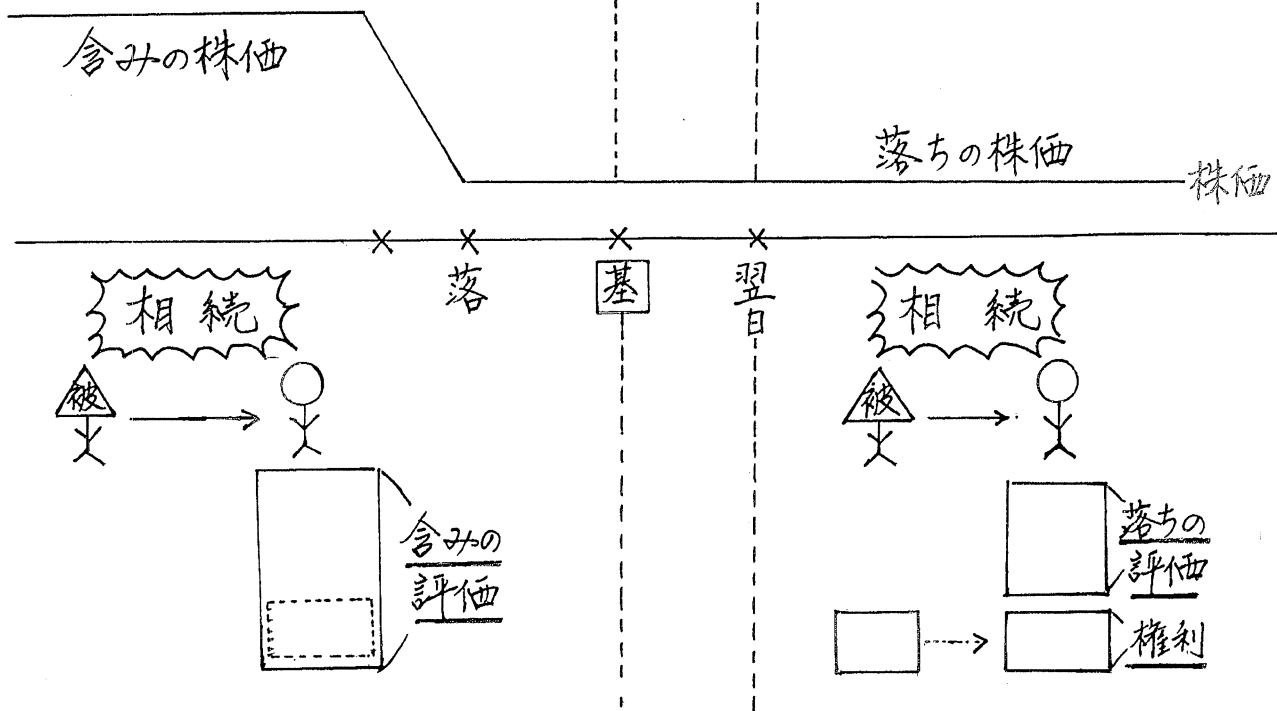 含みの株価
落ちの株価
株価
落
基
翌日
相続
相続
被
被
含みの
評価
落ちの
評価
権利